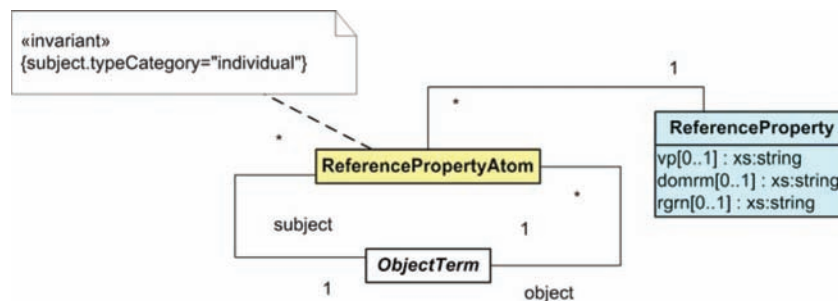 «invariant»
{subject.typeCategory="individual"}
1
*
ReferenceProperty
vp[0..1] : xs:string
domrm[0..1] : xs:string
rgrn[0..1] : xs:string
*
ReferencePropertyAtom
*
subject
1
ObjectTerm
1
object